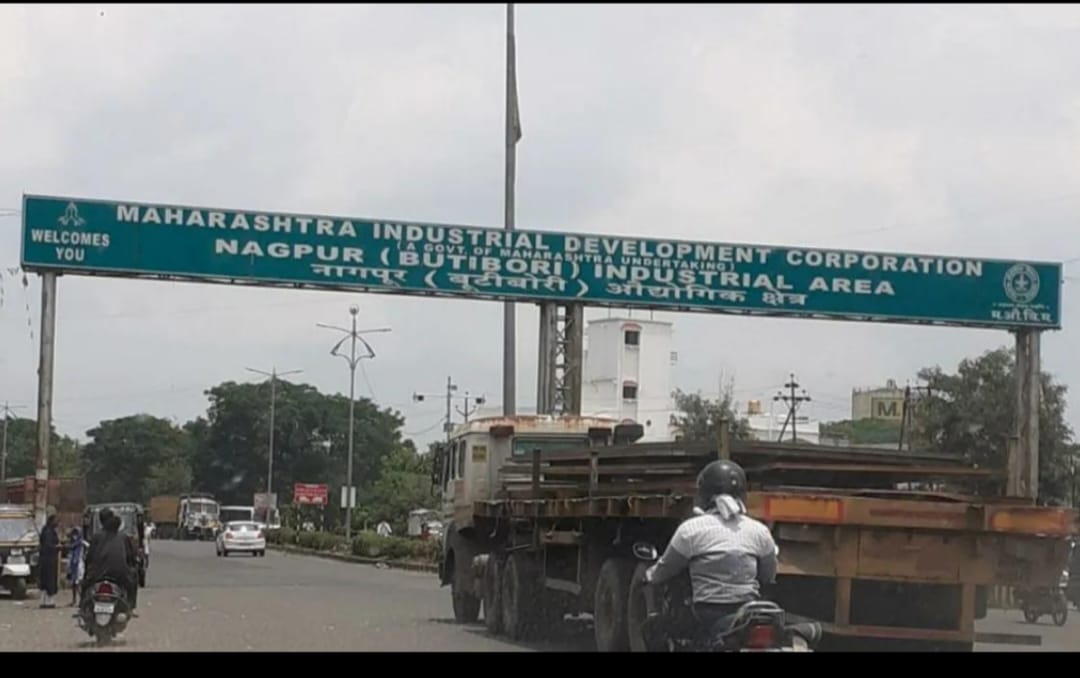 WELCOMES
YOU
MAHARASHTRA INDUSTRIAL DEVELOPMENT CORPORATION
(A GOVT. OF MAHARASHTRA UNDERTAKING)
NAGPUR (BUTIBORI) INDUSTRIAL AREA
नागपूर (बुटीबोरी) औद्योगिक क्षेत्र
म.औ.वि.म.